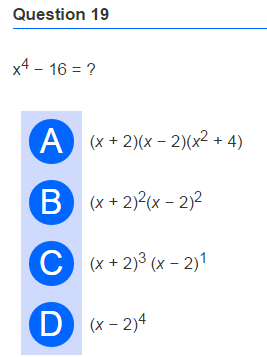 Question 19
x⁴ – 16 = ?
A (x + 2)(x – 2)(x² + 4)
B (x + 2)²(x – 2)²
C (x + 2)³ (x – 2)¹
D (x – 2)⁴